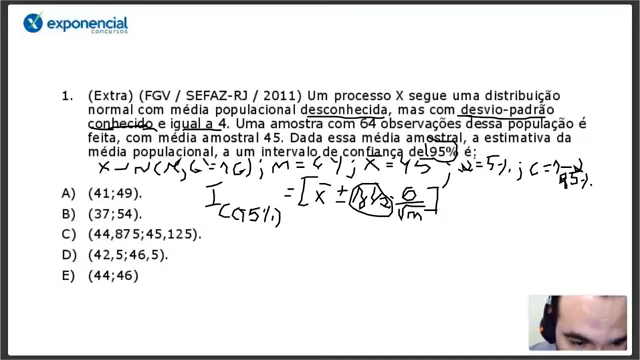 exponencial
concursos
1. (Extra) (FGV / SEFAZ-RJ / 2011) Um processo X segue uma distribuição
normal com média populacional desconhecida, mas com desvio-padrão
conhecido e igual a 4. Uma amostra com 64 observações dessa população é
feita, com média amostral 45. Dada essa média amostral, a estimativa da
média populacional, a um intervalo de confiança de 95% é:
A) (41;49).
B) (37;54).
C) (44,875;45,125).
D) (42,5;46,5).
E) (44;46)